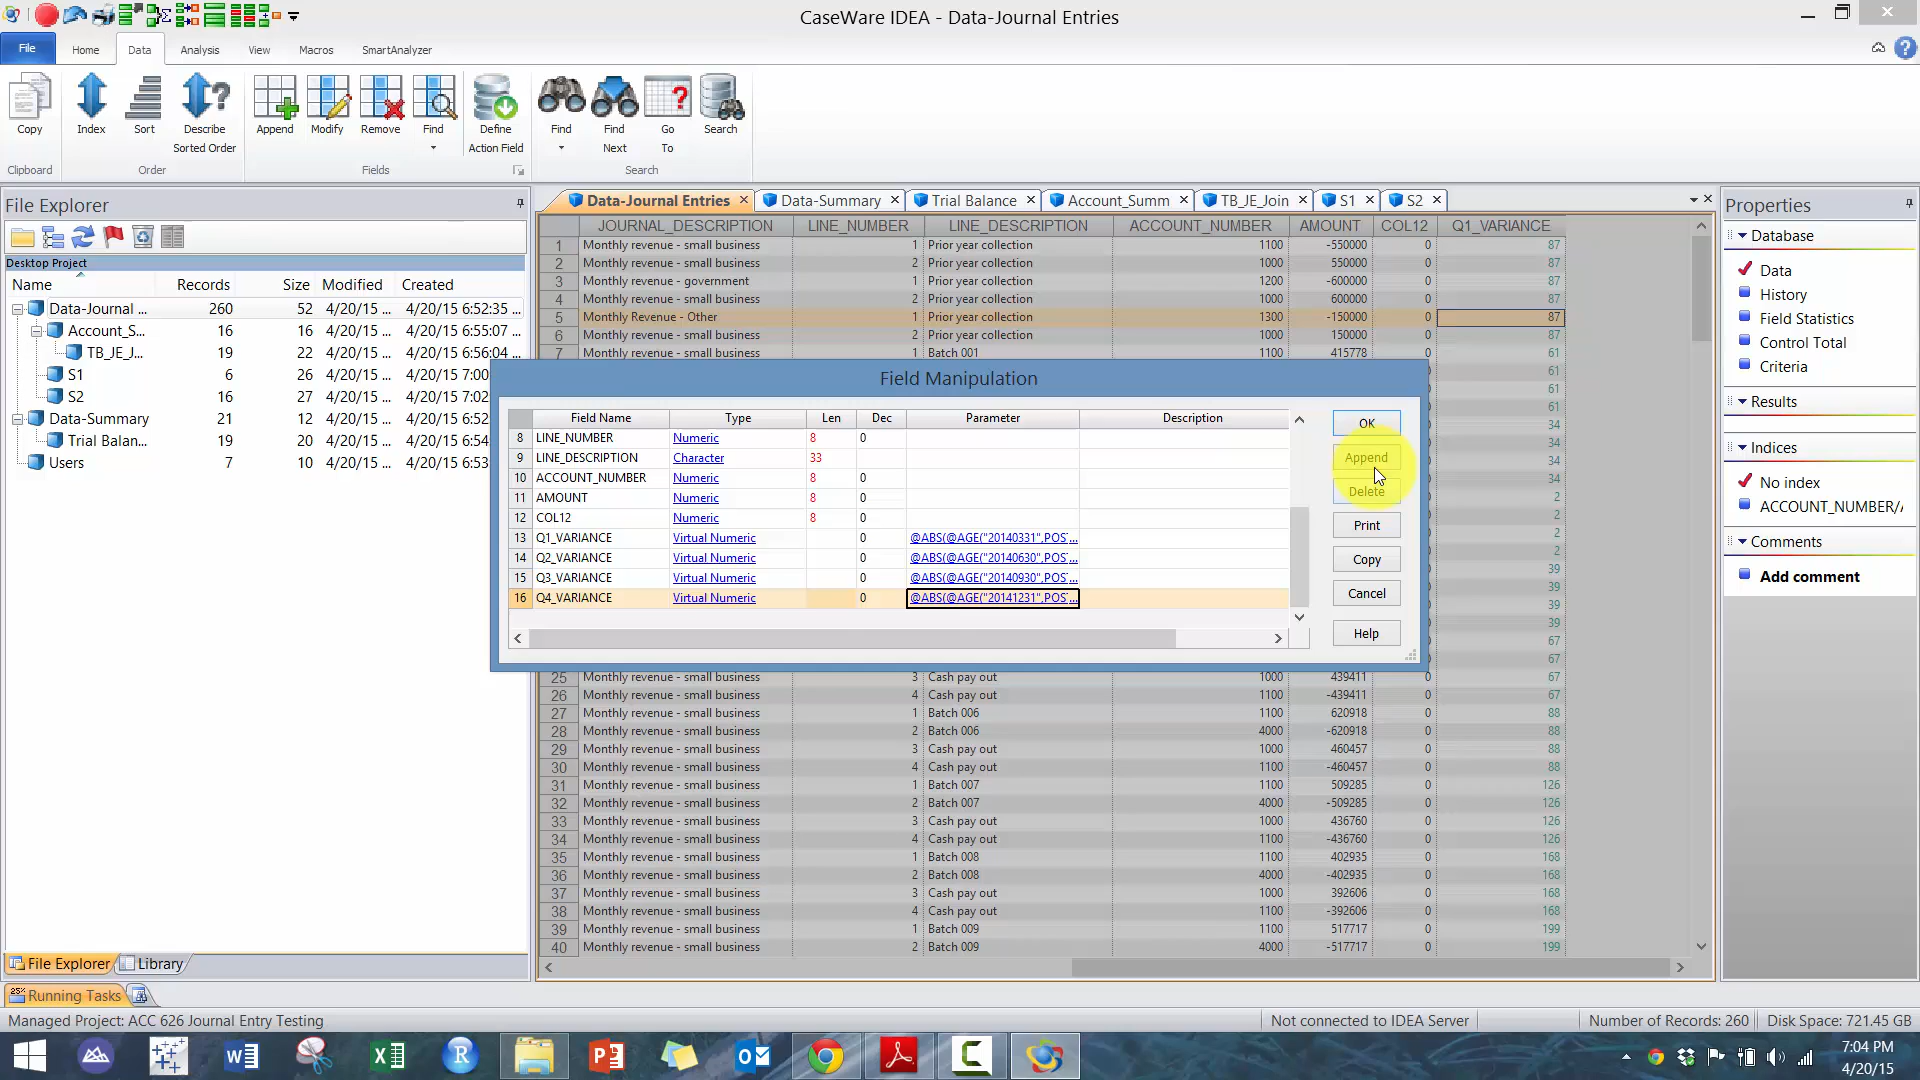 CaseWare IDEA - Data-Journal Entries
File Home Data Analysis View Macros SmartAnalyzer
Copy Index Sort Describe Sorted Order Append Modify Remove Find Define Action Field Find Find Next Go To Search
Clipboard Order Fields Search
File Explorer
Desktop Project
Name Records Size Modified Created
Data-Journal ... 260 52 4/20/15 ... 4/20/15 6:52:35
Account_S... 16 16 4/20/15 ... 4/20/15 6:55:07
TB_JE_J... 19 22 4/20/15 ... 4/20/15 6:56:04
S1 6 26 4/20/15 ... 4/20/15 7:00
S2 16 27 4/20/15 ... 4/20/15 7:02
Data-Summary 21 12 4/20/15 ... 4/20/15 6:53
Trial Balan... 19 20 4/20/15 ... 4/20/15 6:54
Users 7 10 4/20/15 ... 4/20/15 6:53
File Explorer Library
Data-Journal Entries Data-Summary Trial Balance Account_Summ TB_JE_Join S1 S2
JOURNAL_DESCRIPTION LINE_NUMBER LINE_DESCRIPTION ACCOUNT_NUMBER AMOUNT COL12 Q1_VARIANCE
1 Monthly revenue - small business 1 Prior year collection 1100 -550000 0 87
2 Monthly revenue - small business 2 Prior year collection 1000 550000 0 87
3 Monthly revenue - government 1 Prior year collection 1200 -600000 0 87
4 Monthly revenue - small business 2 Prior year collection 1000 600000 0 87
5 Monthly Revenue - Other 1 Prior year collection 1300 -150000 0 87
6 Monthly revenue - small business 2 Prior year collection 1000 150000 0 87
7 Monthly revenue - small business 1 Batch 001 1100 415778 0 61
61
61
61
34
34
34
34
2
2
2
2
39
39
39
39
67
67
Field Manipulation
Field Name Type Len Dec Parameter Description
8 LINE_NUMBER Numeric 8 0
9 LINE_DESCRIPTION Character 33
10 ACCOUNT_NUMBER Numeric 8 0
11 AMOUNT Numeric 8 0
12 COL12 Numeric 8 0
13 Q1_VARIANCE Virtual Numeric 0 @ABS(@AGE("20140331",POS...
14 Q2_VARIANCE Virtual Numeric 0 @ABS(@AGE("20140630",POS...
15 Q3_VARIANCE Virtual Numeric 0 @ABS(@AGE("20140930",POS...
16 Q4_VARIANCE Virtual Numeric 0 @ABS(@AGE("20141231",POS...
OK
Append
Delete
Print
Copy
Cancel
Help
25 Monthly revenue - small business 3 Cash pay out 1000 439411 0 67
26 Monthly revenue - small business 4 Cash pay out 1100 -439411 0 67
27 Monthly revenue - small business 1 Batch 006 1100 620918 0 88
28 Monthly revenue - small business 2 Batch 006 4000 -620918 0 88
29 Monthly revenue - small business 3 Cash pay out 1000 460457 0 88
30 Monthly revenue - small business 4 Cash pay out 1100 -460457 0 88
31 Monthly revenue - small business 1 Batch 007 1100 509285 0 126
32 Monthly revenue - small business 2 Batch 007 4000 -509285 0 126
33 Monthly revenue - small business 3 Cash pay out 1000 436760 0 126
34 Monthly revenue - small business 4 Cash pay out 1100 -436760 0 126
35 Monthly revenue - small business 1 Batch 008 1100 402935 0 168
36 Monthly revenue - small business 2 Batch 008 4000 -402935 0 168
37 Monthly revenue - small business 3 Cash pay out 1000 392606 0 168
38 Monthly revenue - small business 4 Cash pay out 1100 -392606 0 168
39 Monthly revenue - small business 1 Batch 009 1100 517717 0 199
40 Monthly revenue - small business 2 Batch 009 4000 -517717 0 199
Properties
Database
Data
History
Field Statistics
Control Total
Criteria
Results
Indices
No index
ACCOUNT_NUMBER/
Comments
Add comment
Running Tasks
Managed Project: ACC 626 Journal Entry Testing Not connected to IDEA Server Number of Records: 260 Disk Space: 721.45 GB
7:04 PM
4/20/15